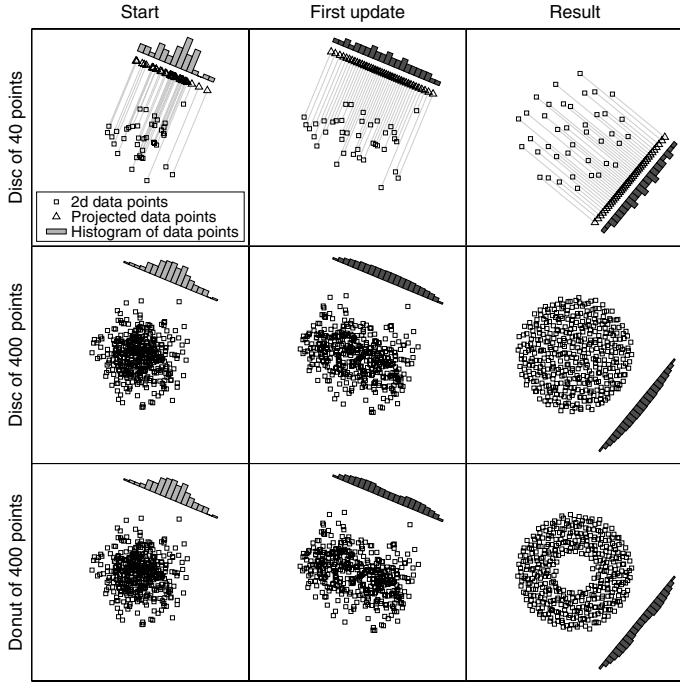 Start
First update
Result
Disc of 40 points
2d data points
Projected data points
Histogram of data points
Disc of 400 points
Donut of 400 points